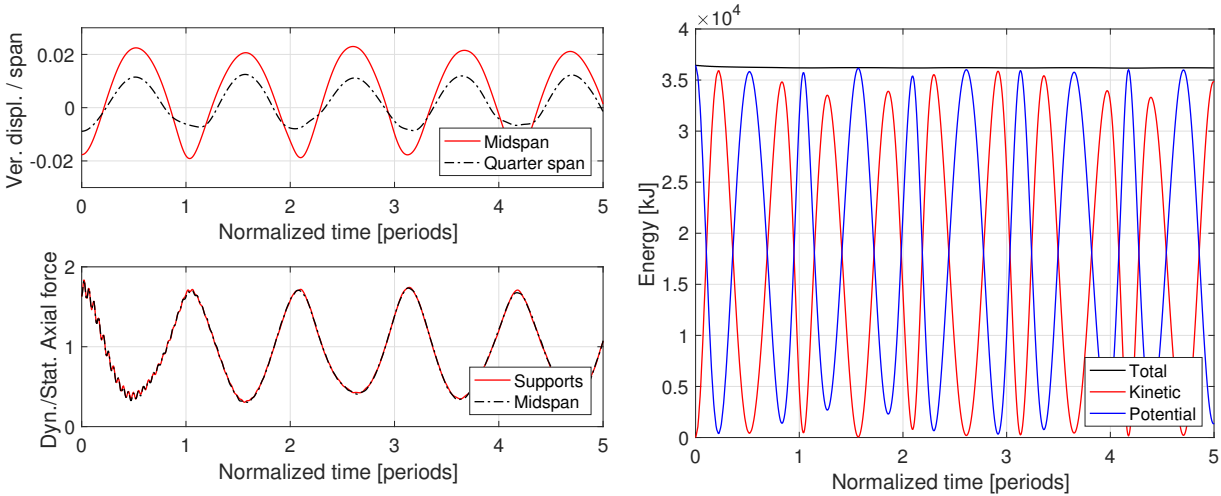 Ver. displ. / span
0.02
0
-0.02
0 1 2 3 4 5
Normalized time [periods]
Midspan
Quarter span
Dyn./Stat. Axial force
2
1
0
0 1 2 3 4 5
Normalized time [periods]
Supports
Midspan
×10⁴
Energy [kJ]
4
3.5
3
2.5
2
1.5
1
0.5
0
0 1 2 3 4 5
Normalized time [periods]
Total
Kinetic
Potential